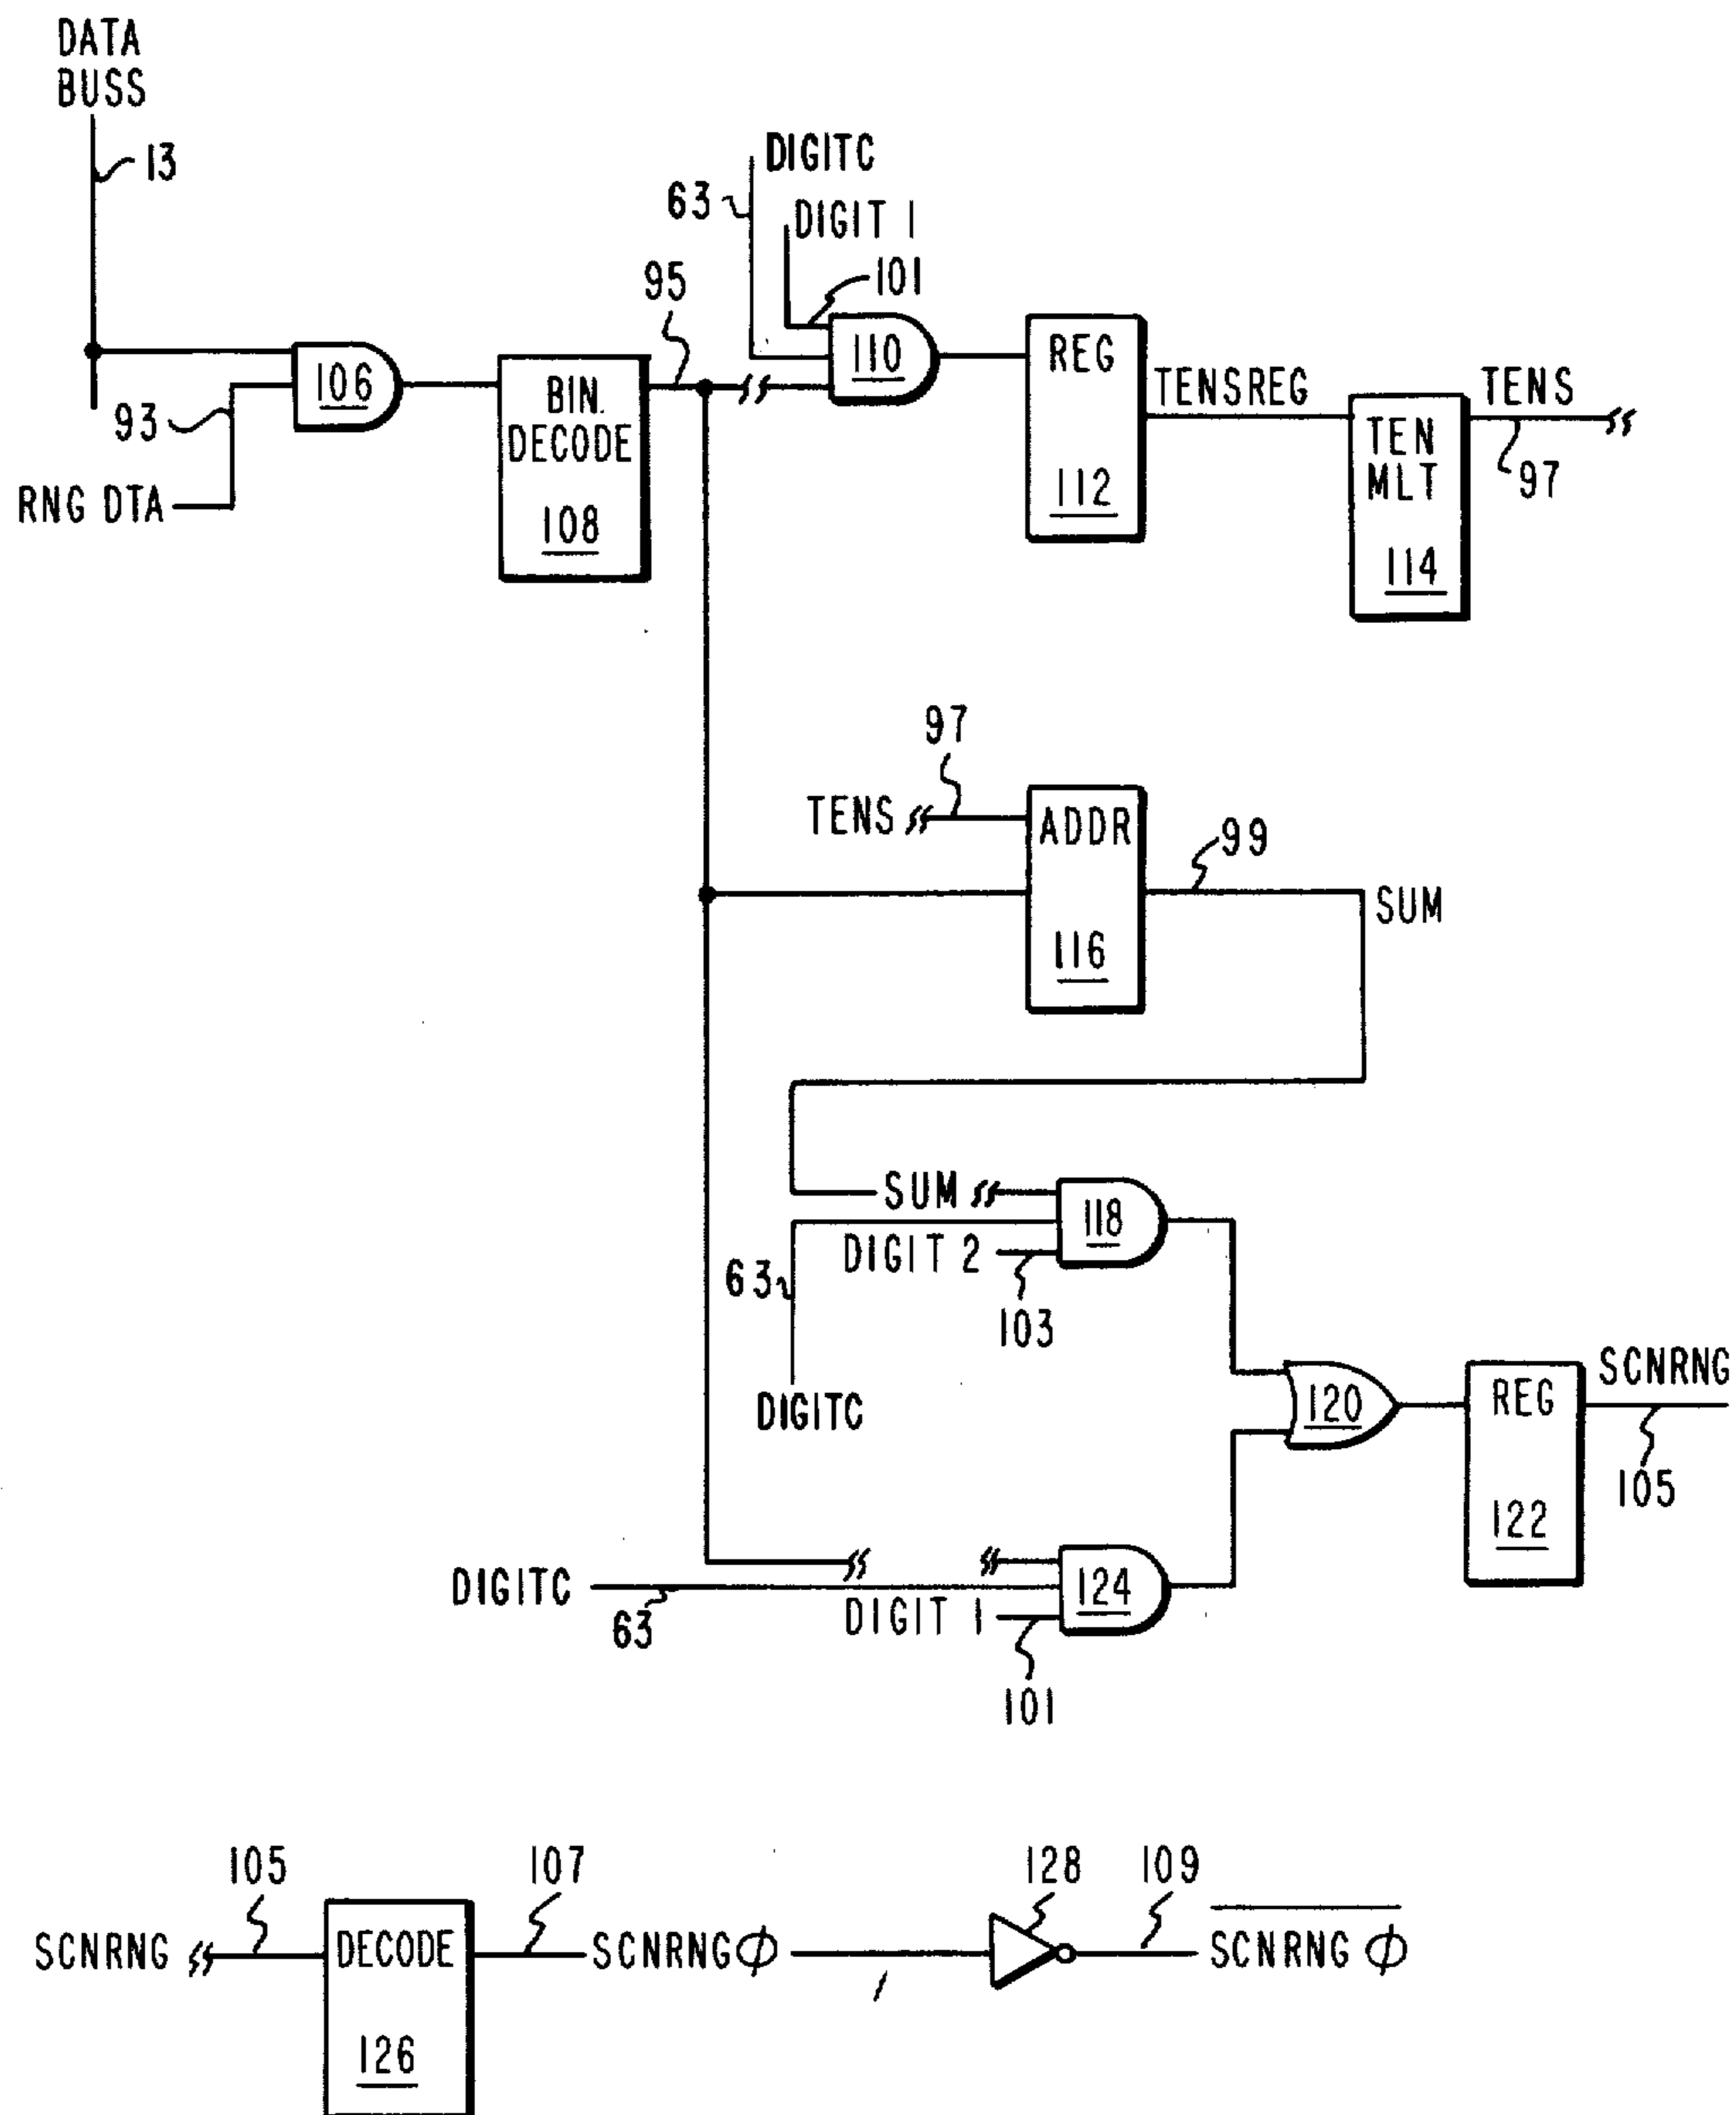 DATA
BUSS
13
DIGITC
63
DIGIT 1
101
95
106
93
RNG DTA
BIN.
DECODE
108
110
REG
112
TENSREG
TENS
TEN
MLT
114
97
97
TENS
ADDR
116
99
SUM
SUM
118
DIGIT 2
63
103
DIGITC
120
REG
122
SCNRNG
105
DIGITC
63
DIGIT 1
124
101
105
107
128
109
SCNRNG
DECODE
126
SCNRNGϕ
SCNRNG ϕ